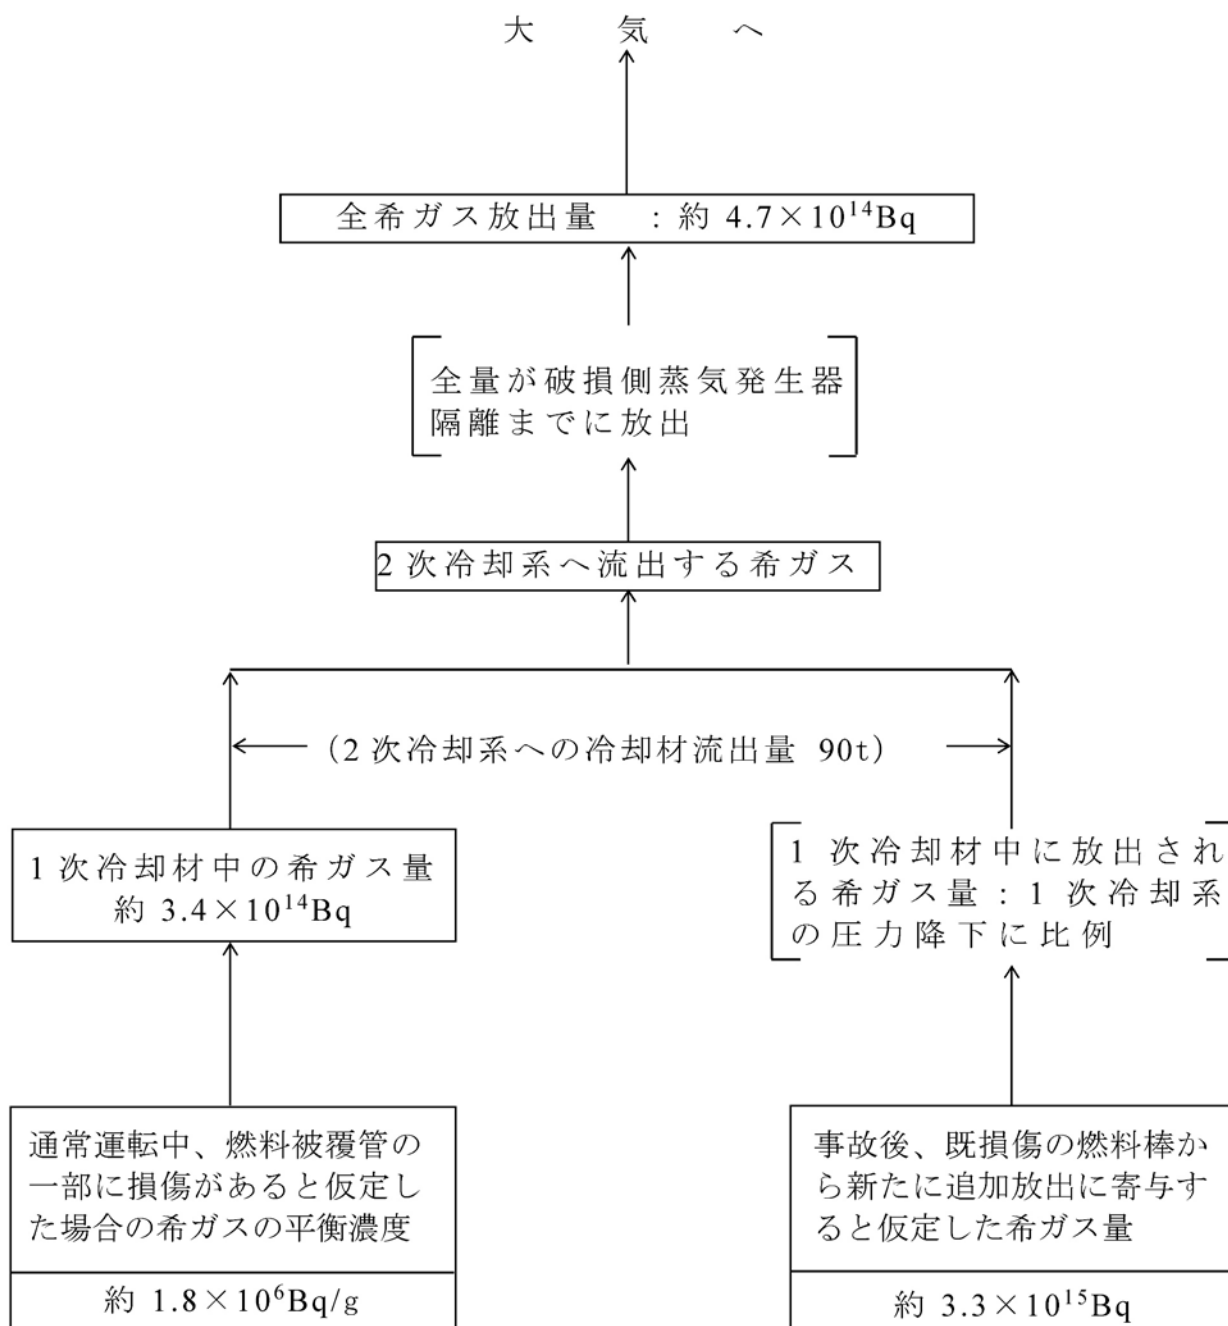 大気へ
全希ガス放出量 : 約 4.7×10¹⁴Bq
全量が破損側蒸気発生器
隔離までに放出
2次冷却系へ流出する希ガス
（2次冷却系への冷却材流出量 90t）
1次冷却材中の希ガス量
約 3.4×10¹⁴Bq
1次冷却材中に放出され
る希ガス量：1次冷却系
の圧力降下に比例
通常運転中、燃料被覆管の
一部に損傷があると仮定し
た場合の希ガスの平衡濃度
約 1.8×10⁶Bq/g
事故後、既損傷の燃料棒か
ら新たに追加放出に寄与す
ると仮定した希ガス量
約 3.3×10¹⁵Bq